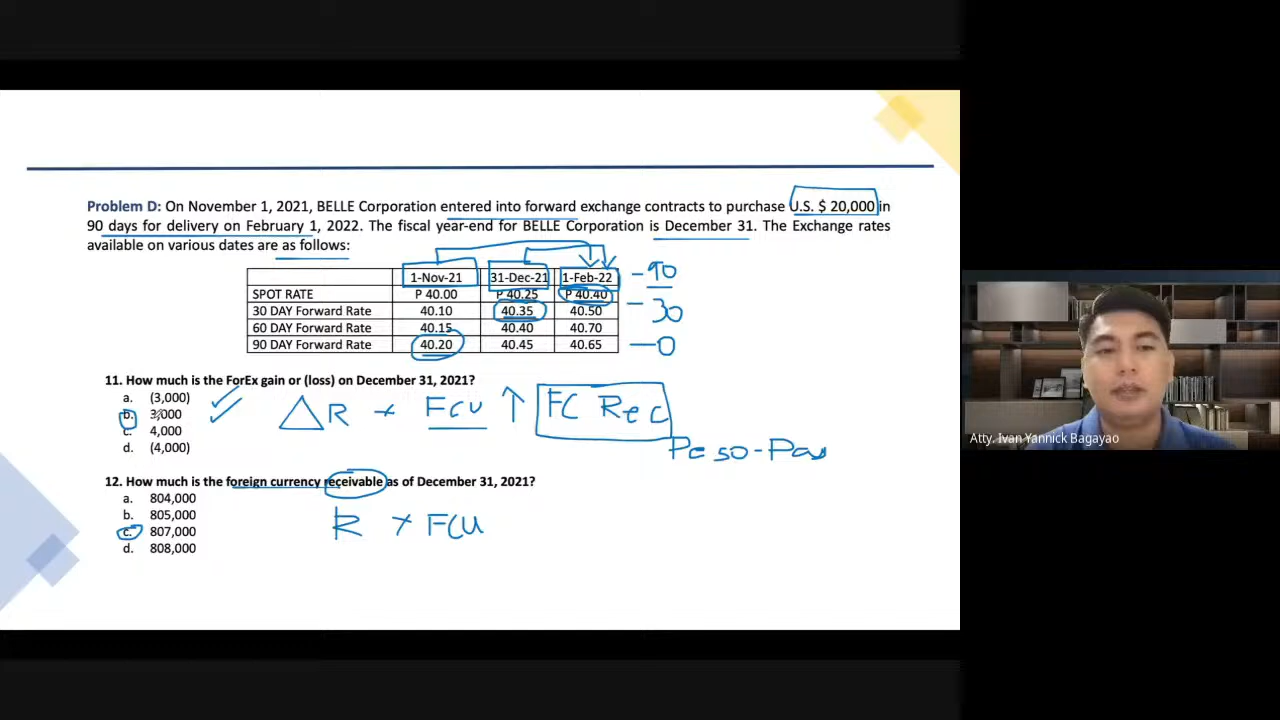 Problem D: On November 1, 2021, BELLE Corporation entered into forward exchange contracts to purchase U.S. $ 20,000 in
90 days for delivery on February 1, 2022. The fiscal year-end for BELLE Corporation is December 31. The Exchange rates
available on various dates are as follows:
1-Nov-21 31-Dec-21 1-Feb-22 - 90
SPOT RATE P 40.00 P 40.25 P 40.40
30 DAY Forward Rate 40.10 40.35 40.50 - 30
60 DAY Forward Rate 40.15 40.40 40.70
90 DAY Forward Rate 40.20 40.45 40.65 - 0
11. How much is the ForEx gain or (loss) on December 31, 2021?
a. (3,000)
b. 3,000
c. 4,000
d. (4,000)
△R x FCU ↑ FC Rec
Peso-Pay
12. How much is the foreign currency receivable as of December 31, 2021?
a. 804,000
b. 805,000
c. 807,000
d. 808,000
R x FCU
Atty. Ivan Yannick Bagayao